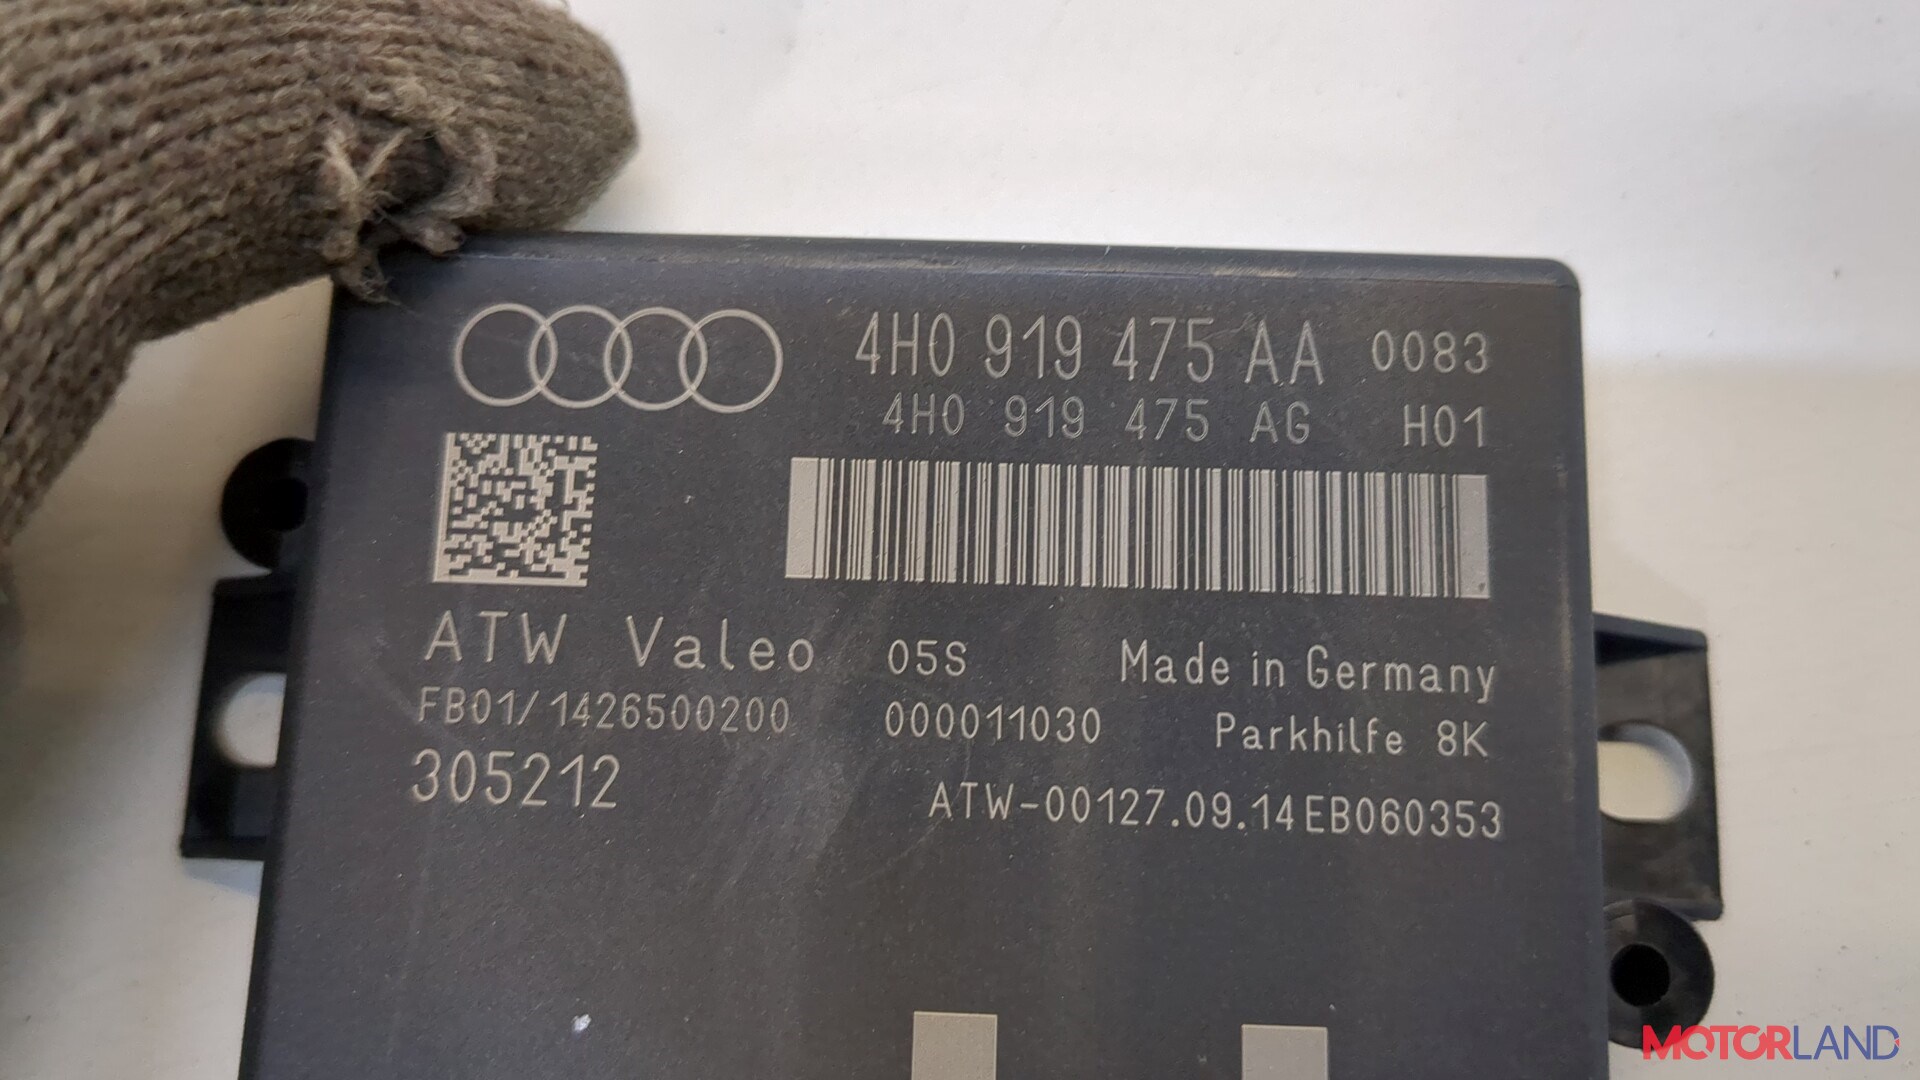 4H0 919 475 AA 0083
4H0 919 475 AG H01
ATW Valeo 05S Made in Germany
FB01/1426500200 000011030 Parkhilfe 8K
305212 ATW-00127.09.14EB060353
MOTORLAND